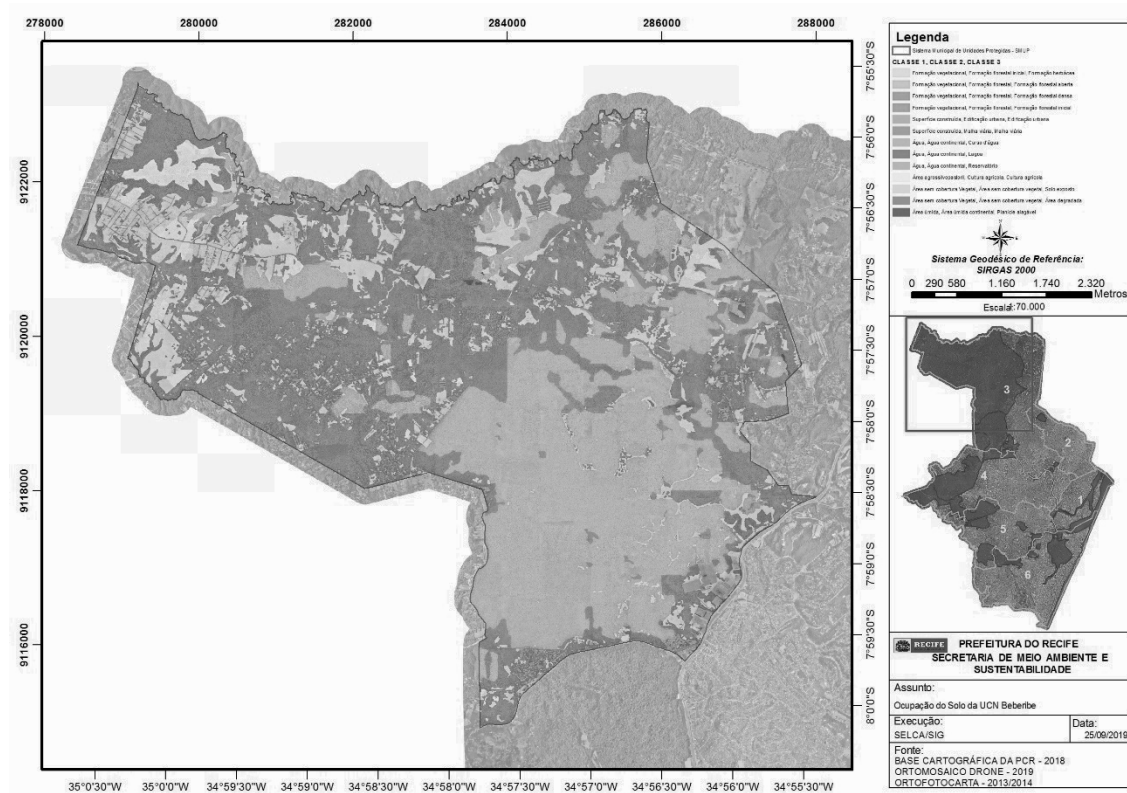 278000 280000 282000 284000 286000 288000
9122000
9120000
9118000
9116000
7°55'30"S
7°56'0"S
7°56'30"S
7°57'0"S
7°57'30"S
7°58'0"S
7°58'30"S
7°59'0"S
7°59'30"S
8°0'0"S
35°0'30"W 35°0'0"W 34°59'30"W 34°59'0"W 34°58'30"W 34°58'0"W 34°57'30"W 34°57'0"W 34°56'30"W 34°56'0"W 34°55'30"W
Legenda
Sistema Municipal de Unidades Protegidas - SMUP
CLASSE 1, CLASSE 2, CLASSE 3
Formação vegetacional, Formação florestal inicial, Formação herbácea
Formação vegetacional, Formação florestal, Formação florestal aberta
Formação vegetacional, Formação florestal, Formação florestal densa
Formação vegetacional, Formação florestal, Formação florestal inicial
Superfície construída, Edificação urbana, Edificação urbana
Superfície construída, Malha viária, Malha viária
Água, Água continental, Curso d'água
Água, Água continental, Lagoa
Água, Água continental, Reservatório
Área agrossilvopastoril, Cultura agrícola, Cultura agrícola
Área sem cobertura Vegetal, Área sem cobertura vegetal, Solo exposto
Área sem cobertura Vegetal, Área sem cobertura vegetal, Área degradada
Área úmida, Área úmida continental, Planície alagável
Sistema Geodésico de Referência:
SIRGAS 2000
0 290 580 1.160 1.740 2.320
Metros
Escala: 1:70.000
3
2
4
1
5
6
RECIFE
PREFEITURA DO RECIFE
SECRETARIA DE MEIO AMBIENTE E
SUSTENTABILIDADE
Assunto:
Ocupação do Solo da UCN Beberibe
Execução:
SELCA/SIG
Data:
25/09/2019
Fonte:
BASE CARTOGRÁFICA DA PCR - 2018
ORTOMOSAICO DRONE - 2019
ORTOFOTOCARTA - 2013/2014